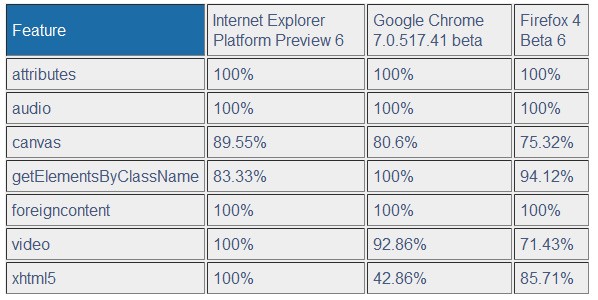 Feature Internet Explorer Platform Preview 6 Google Chrome 7.0.517.41 beta Firefox 4 Beta 6
attributes 100% 100% 100%
audio 100% 100% 100%
canvas 89.55% 80.6% 75.32%
getElementsByClassName 83.33% 100% 94.12%
foreigncontent 100% 100% 100%
video 100% 92.86% 71.43%
xhtml5 100% 42.86% 85.71%